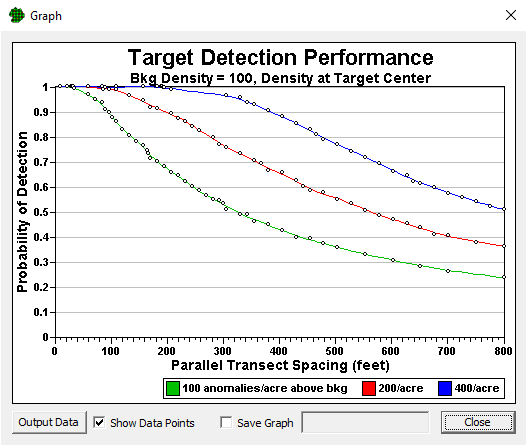 Graph
Target Detection Performance
Bkg Density = 100, Density at Target Center
Probability of Detection
1
0.9
0.8
0.7
0.6
0.5
0.4
0.3
0.2
0.1
0
0 100 200 300 400 500 600 700 800
Parallel Transect Spacing (feet)
100 anomalies/acre above bkg 200/acre 400/acre
Output Data Show Data Points Save Graph Close